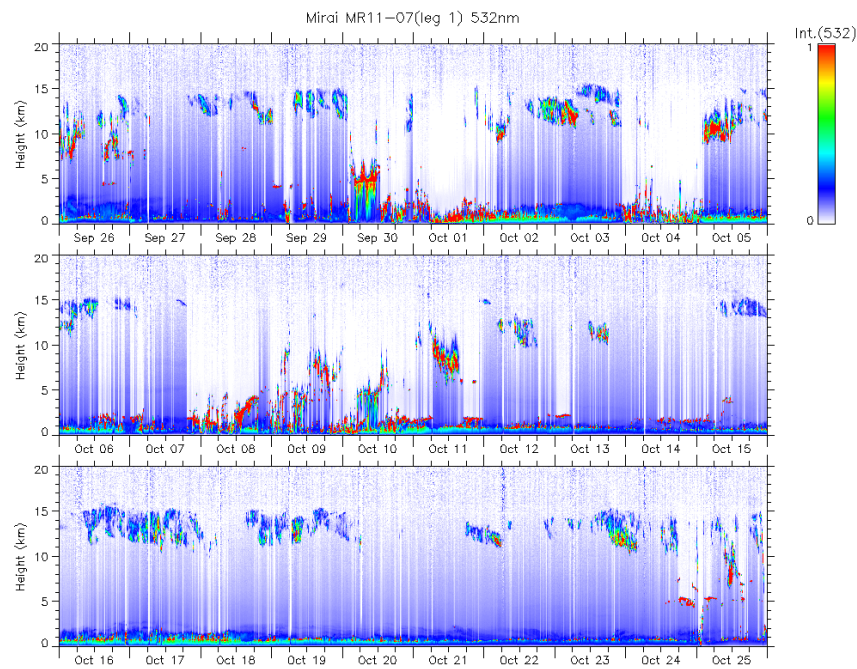 Mirai MR11-07(leg 1) 532nm
Int.(532)
1
0
20
15
10
5
0
Height (km)
Sep 26 Sep 27 Sep 28 Sep 29 Sep 30 Oct 01 Oct 02 Oct 03 Oct 04 Oct 05
20
15
10
5
0
Height (km)
Oct 06 Oct 07 Oct 08 Oct 09 Oct 10 Oct 11 Oct 12 Oct 13 Oct 14 Oct 15
20
15
10
5
0
Height (km)
Oct 16 Oct 17 Oct 18 Oct 19 Oct 20 Oct 21 Oct 22 Oct 23 Oct 24 Oct 25